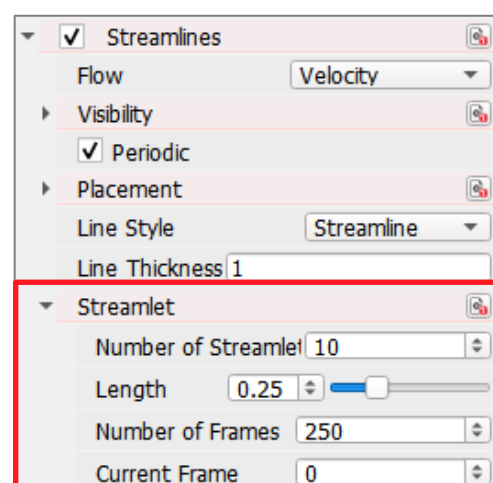 Streamlines
Flow Velocity
Visibility
Periodic
Placement
Line Style Streamline
Line Thickness 1
Streamlet
Number of Streamlet 10
Length 0.25
Number of Frames 250
Current Frame 0